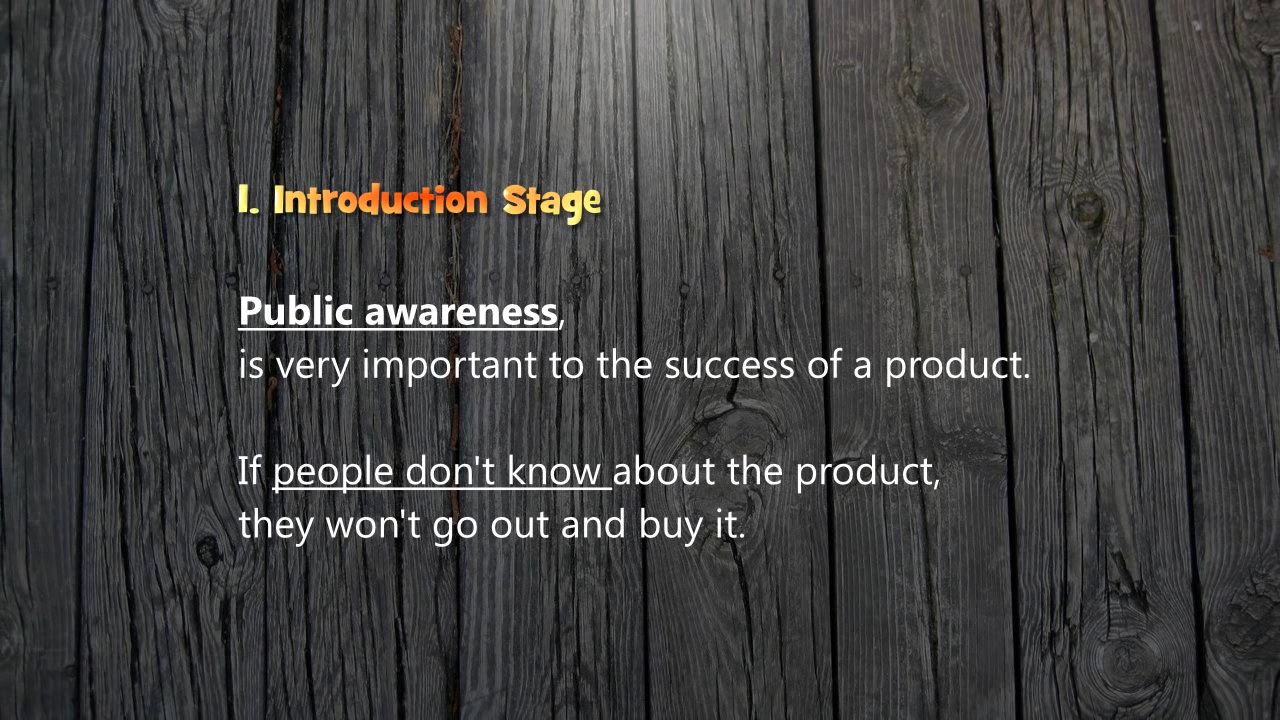 I. Introduction Stage
Public awareness,
is very important to the success of a product.
If people don't know about the product,
they won't go out and buy it.